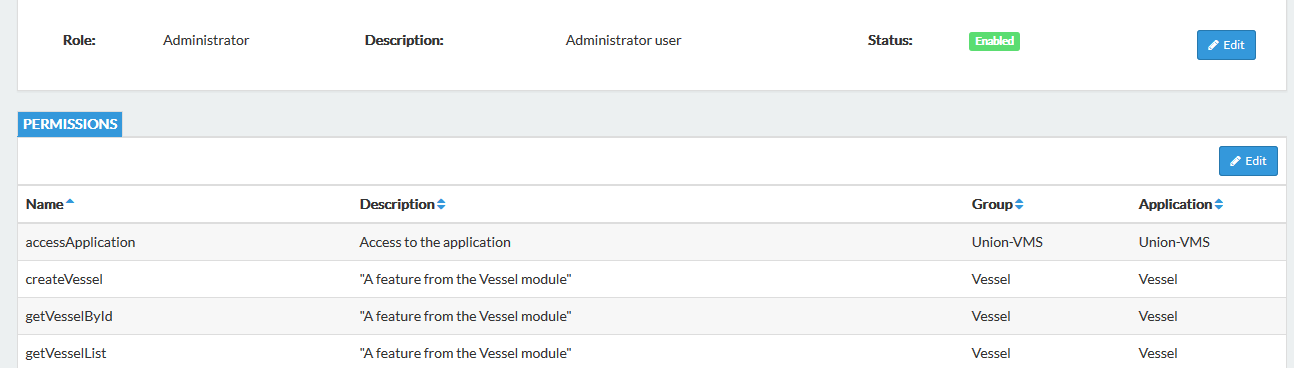 Role: Administrator Description: Administrator user Status: Enabled Edit
PERMISSIONS
Edit
Name Description Group Application
accessApplication Access to the application Union-VMS Union-VMS
createVessel "A feature from the Vessel module" Vessel Vessel
getVesselById "A feature from the Vessel module" Vessel Vessel
getVesselList "A feature from the Vessel module" Vessel Vessel